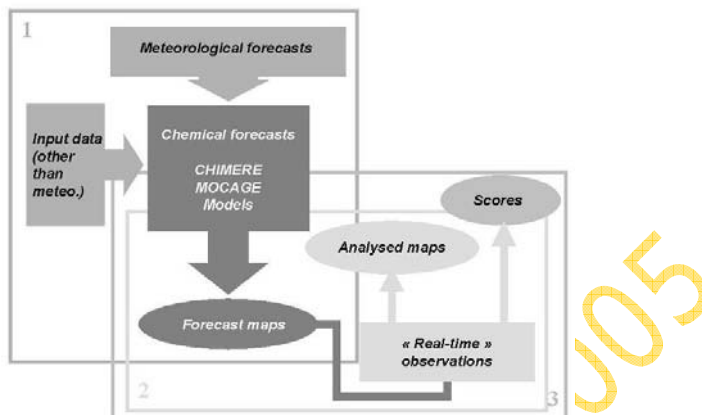 1
Meteorological forecasts
Input data
(other
than
meteo.)
Chemical forecasts
CHIMERE
MOCAGE
Models
Scores
Analysed maps
Forecast maps
« Real-time »
observations
2
3